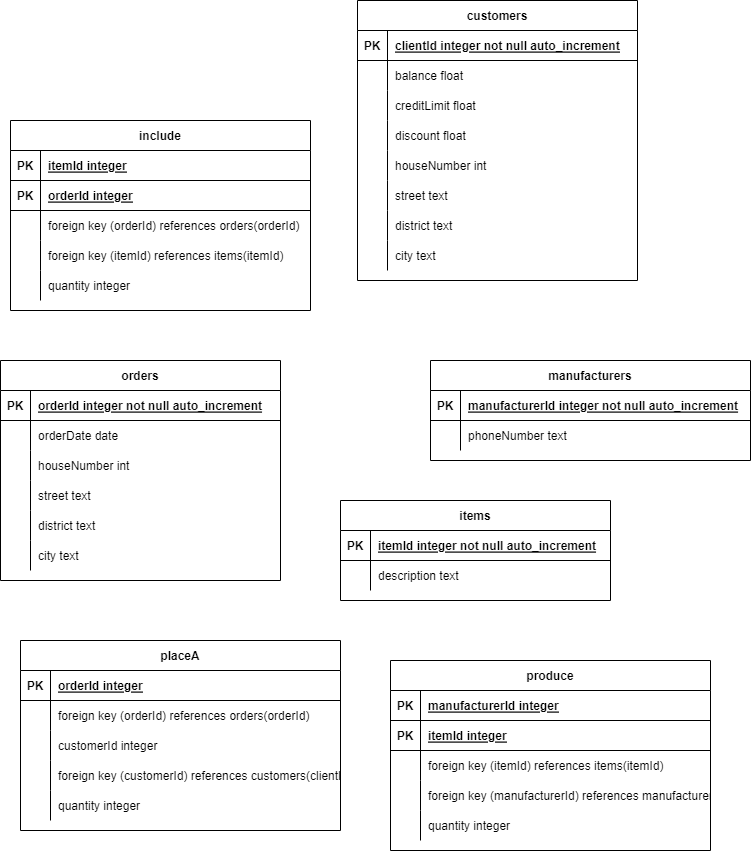 customers
PK clientId integer not null auto_increment
balance float
creditLimit float
discount float
houseNumber int
street text
district text
city text
include
PK itemId integer
PK orderId integer
foreign key (orderId) references orders(orderId)
foreign key (itemId) references items(itemId)
quantity integer
orders
PK orderId integer not null auto_increment
orderDate date
houseNumber int
street text
district text
city text
manufacturers
PK manufacturerId integer not null auto_increment
phoneNumber text
items
PK itemId integer not null auto_increment
description text
placeA
PK orderId integer
foreign key (orderId) references orders(orderId)
customerId integer
foreign key (customerId) references customers(client
quantity integer
produce
PK manufacturerId integer
PK itemId integer
foreign key (itemId) references items(itemId)
foreign key (manufacturerId) references manufacture
quantity integer